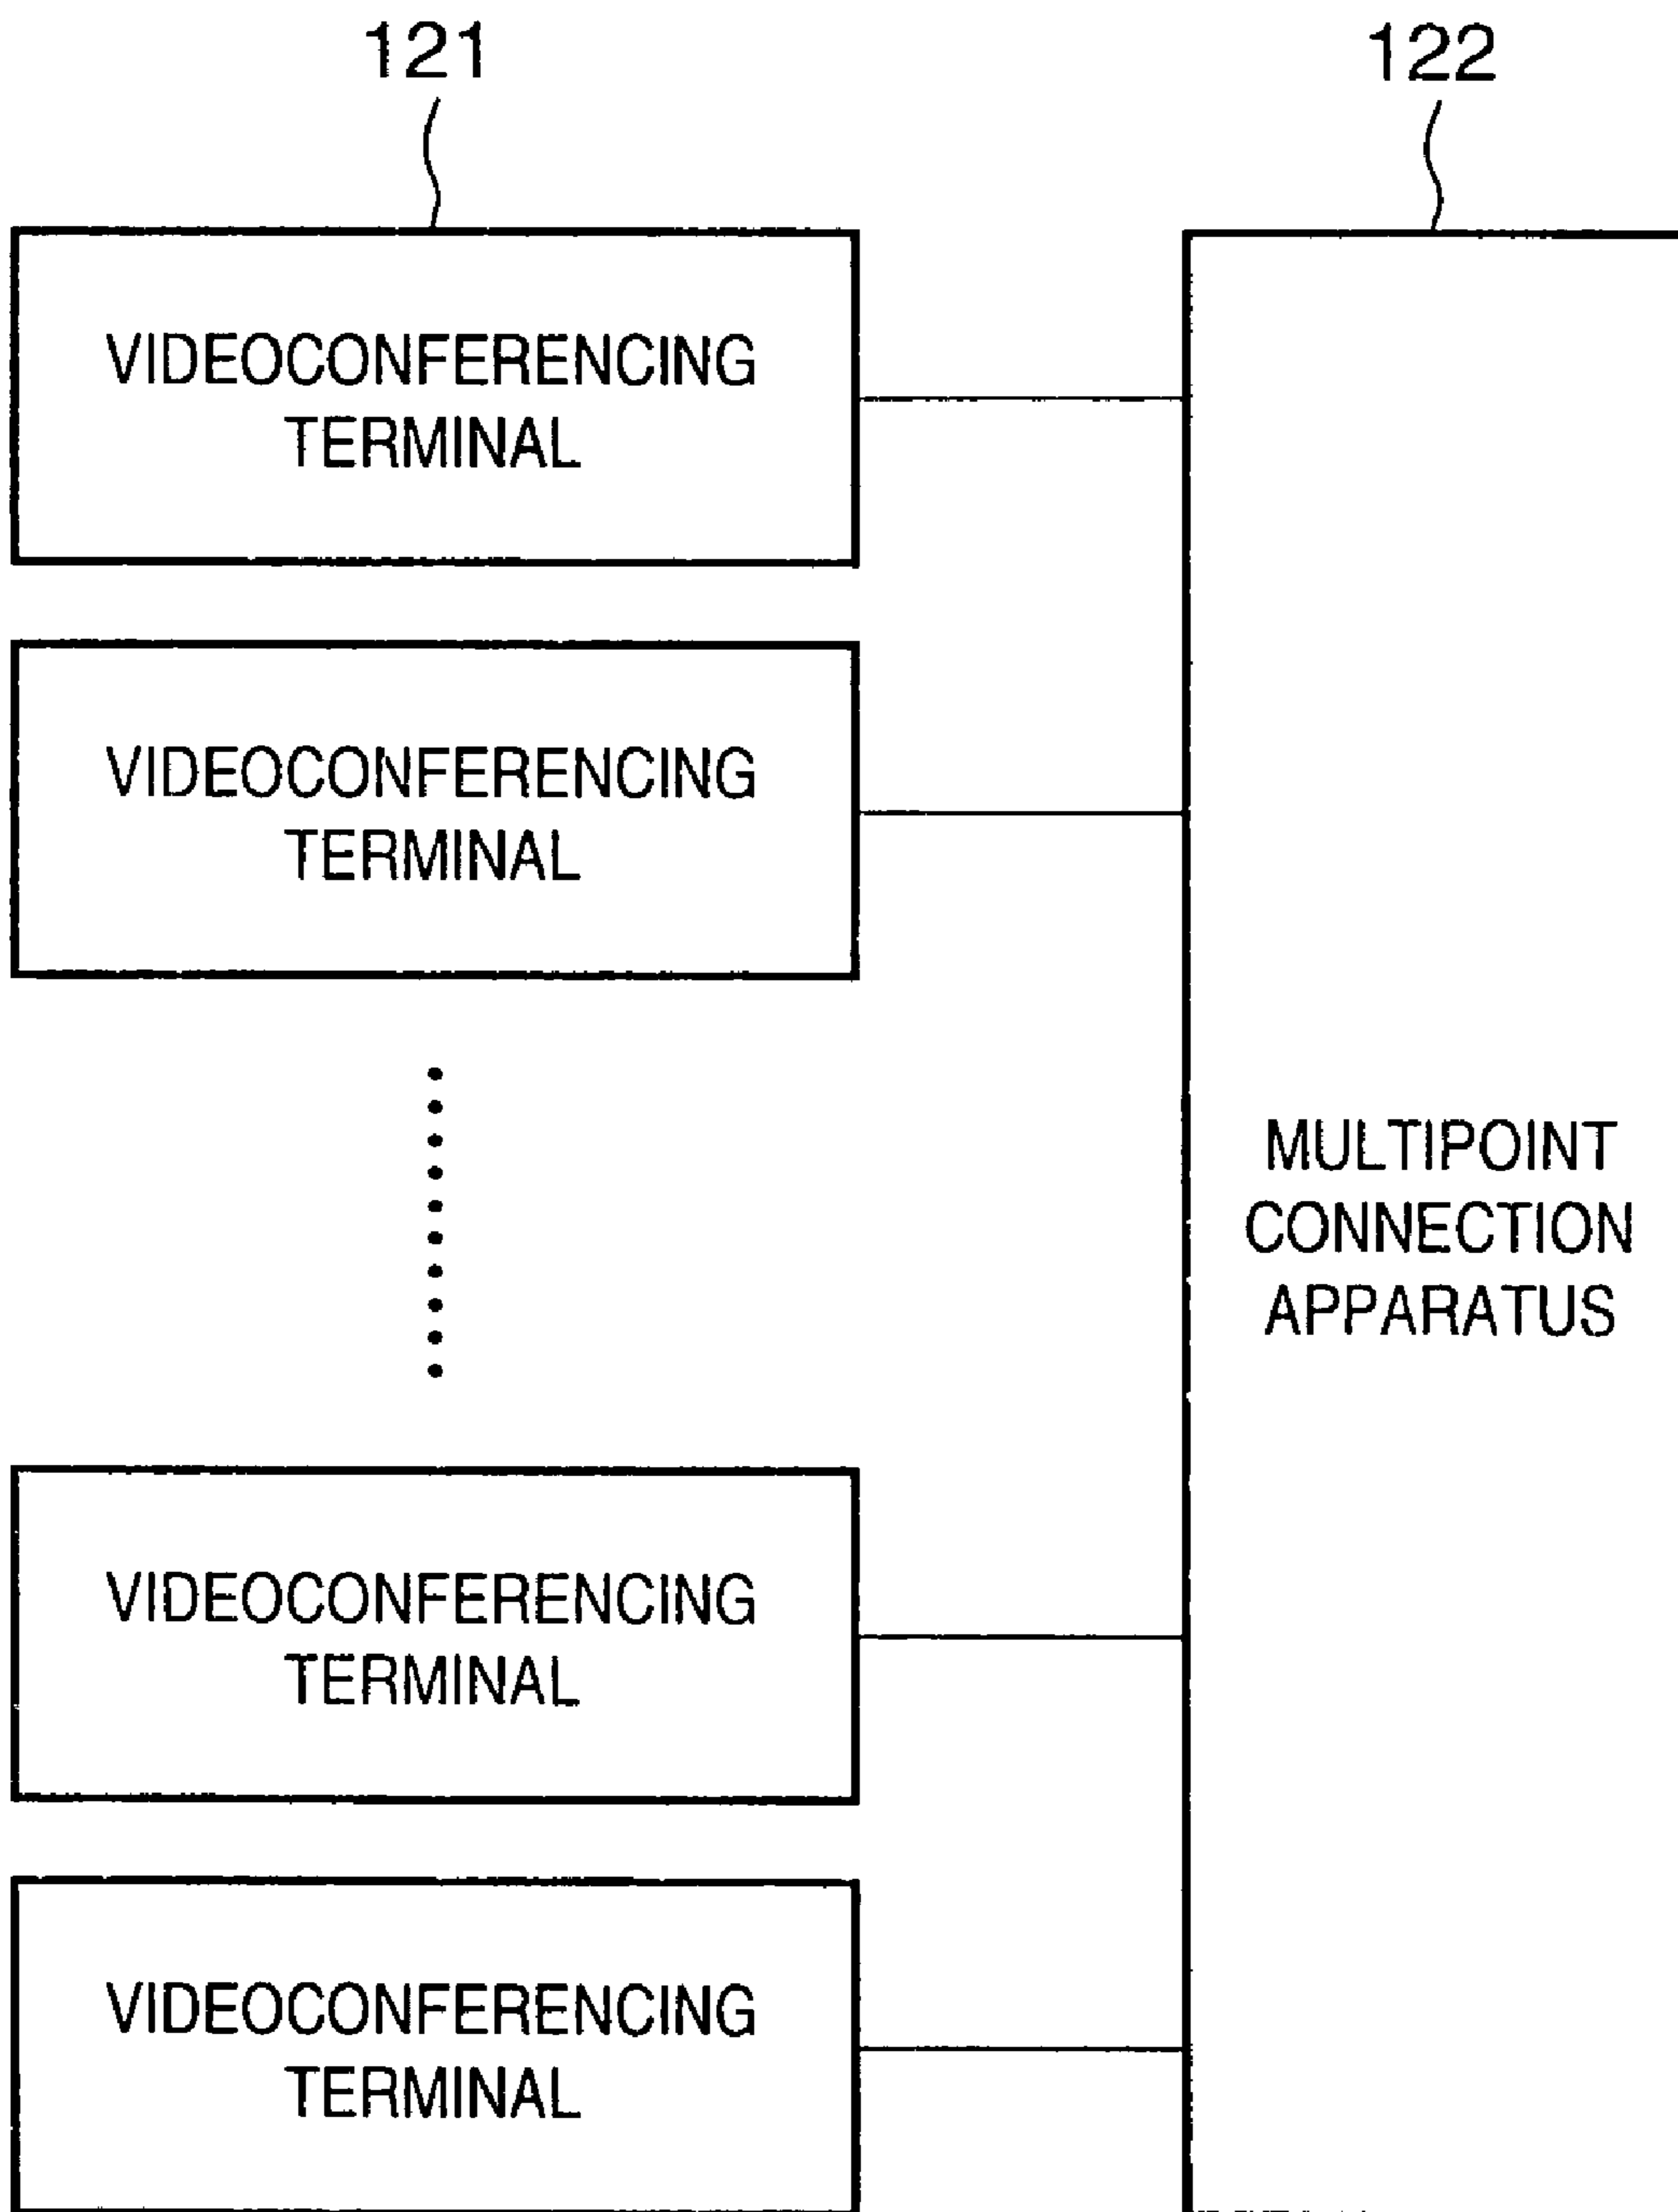 121
122
VIDEOCONFERENCING
TERMINAL
VIDEOCONFERENCING
TERMINAL
MULTIPOINT
CONNECTION
APPARATUS
VIDEOCONFERENCING
TERMINAL
VIDEOCONFERENCING
TERMINAL